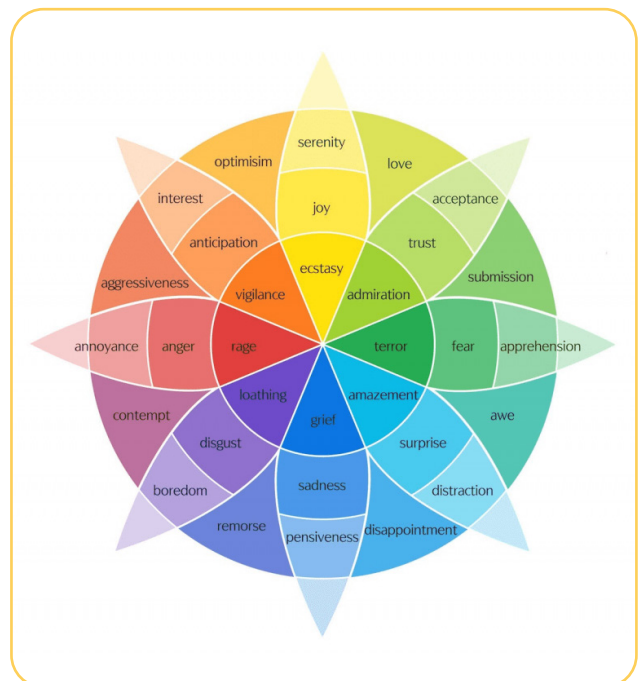 serenity
optimisim
love
interest
acceptance
joy
anticipation
trust
ecstasy
aggressiveness
submission
vigilance
admiration
annoyance
anger
rage
terror
fear
apprehension
loathing
amazement
contempt
grief
awe
disgust
surprise
boredom
sadness
distraction
remorse
pensiveness
disappointment